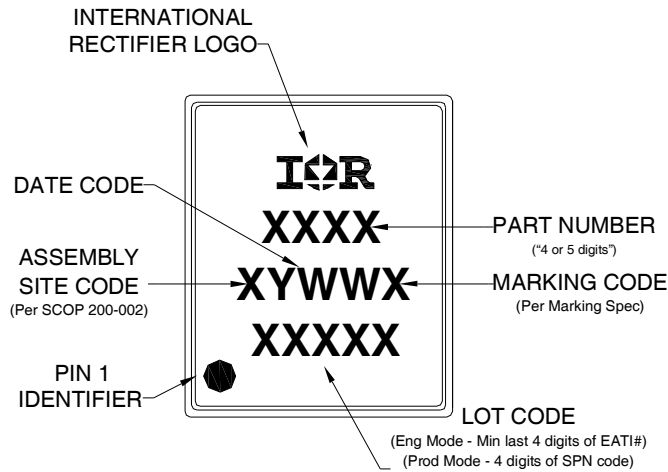 INTERNATIONAL
RECTIFIER LOGO
IOR
DATE CODE
XXXX
PART NUMBER
("4 or 5 digits")
ASSEMBLY
SITE CODE
(Per SCOP 200-002)
XYWWX
MARKING CODE
(Per Marking Spec)
XXXXX
PIN 1
IDENTIFIER
LOT CODE
(Eng Mode - Min last 4 digits of EATI#)
(Prod Mode - 4 digits of SPN code)